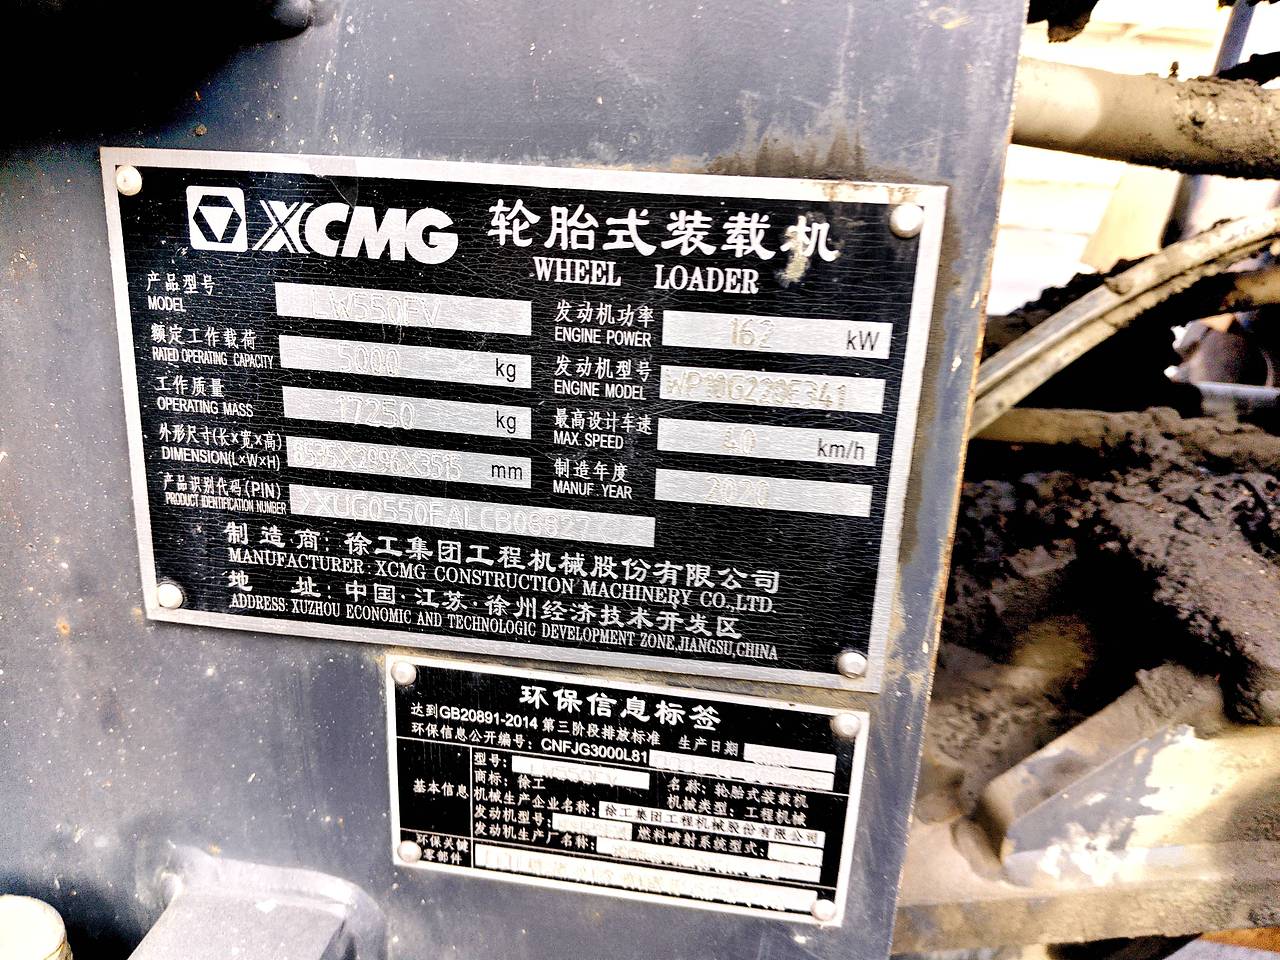 XCMG 轮胎式装载机
WHEEL LOADER
产品型号
MODEL
LW550FV
额定工作载荷
RATED OPERATING CAPACITY
5000 kg
工作质量
OPERATING MASS
17250 kg
外形尺寸(长×宽×高)
DIMENSION(L×W×H)
8535X2996X3515 mm
产品识别代码(PIN)
PRODUCT IDENTIFICATION NUMBER
发动机功率
ENGINE POWER
162 kW
发动机型号
ENGINE MODEL
WP10G220E341
最高设计车速
MAX. SPEED
40 km/h
制造年度
MANUF. YEAR
2020
制造商: 徐工集团工程机械股份有限公司
MANUFACTURER: XCMG CONSTRUCTION MACHINERY CO.,LTD.
地址: 中国·江苏·徐州经济技术开发区
ADDRESS: XUZHOU ECONOMIC AND TECHNOLOGIC DEVELOPMENT ZONE,JIANGSU,CHINA
环保信息标签
达到GB20891-2014 第三阶段排放标准 生产日期
环保信息公开编号: CNFJG3000L81
基本信息
型号:
商标: 徐工
名称: 轮胎式装载机
机械类型: 工程机械
机械生产企业名称: 徐工集团工程机械股份有限公司
发动机型号: 燃料喷射系统型式:
发动机生产厂名称:
环保关键
零部件